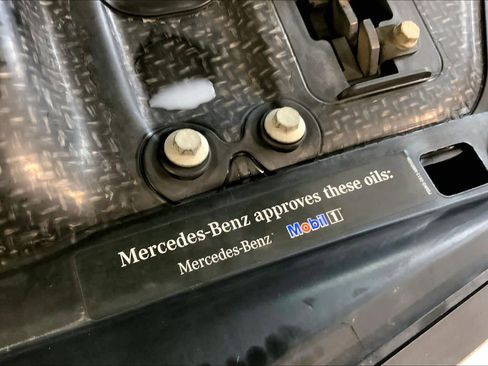 Mercedes-Benz approves these oils:
Mercedes-Benz Mobil 1